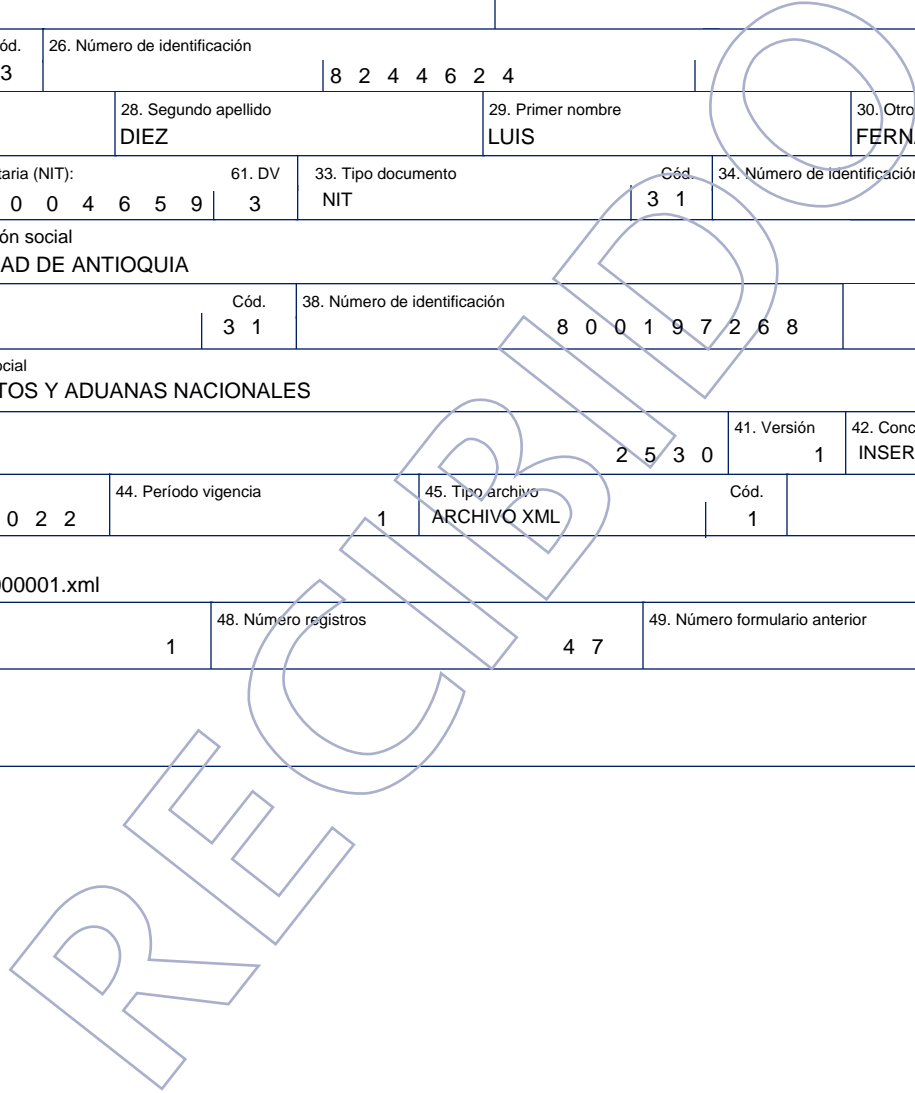 ód. 26. Número de identificación
3 8 2 4 4 6 2 4
28. Segundo apellido 29. Primer nombre 30. Otro
DIEZ LUIS FERN
taria (NIT): 61. DV 33. Tipo documento Cód. 34. Número de identificación
0 0 4 6 5 9 3 NIT 3 1
ón social
AD DE ANTIOQUIA
Cód. 38. Número de identificación
3 1 8 0 0 1 9 7 2 6 8
ocial
TOS Y ADUANAS NACIONALES
41. Versión 42. Conc
2 5 3 0 1 INSER
44. Período vigencia 45. Tipo archivo Cód.
0 2 2 1 ARCHIVO XML 1
000001.xml
48. Número registros 49. Número formulario anterior
1 4 7
RECIBIDO